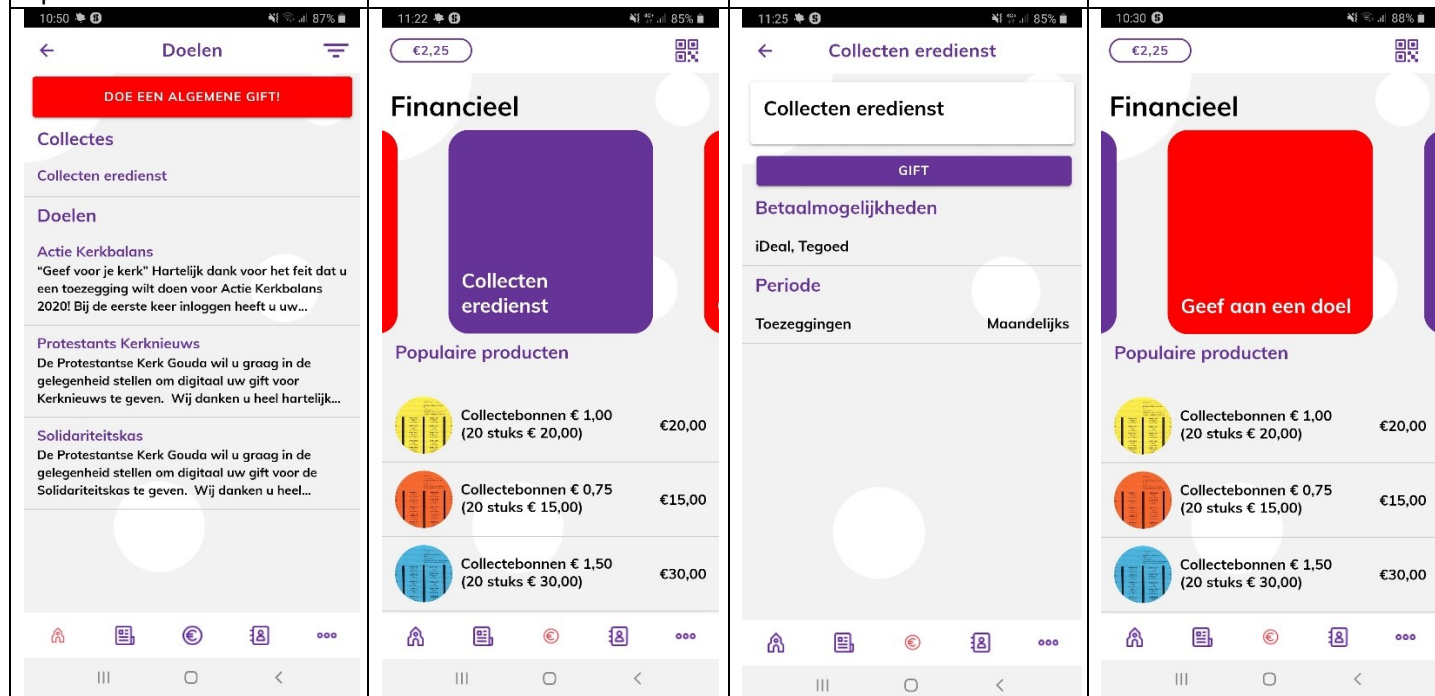 10:50 87%
Doelen
DOE EEN ALGEMENE GIFT!
Collectes
Collecten eredienst
Doelen
Actie Kerkbalans
“Geef voor je kerk” Hartelijk dank voor het feit dat u
een toezegging wilt doen voor Actie Kerkbalans
2020! Bij de eerste keer inloggen heeft u uw...
Protestants Kerknieuws
De Protestantse Kerk Gouda wil u graag in de
gelegenheid stellen om digitaal uw gift voor
Kerknieuws te geven. Wij danken u heel hartelijk...
Solidariteitskas
De Protestantse Kerk Gouda wil u graag in de
gelegenheid stellen om digitaal uw gift voor de
Solidariteitskas te geven. Wij danken u heel...
11:22 85%
€2,25
Financieel
Collecten
eredienst
Populaire producten
Collectebonnen € 1,00
(20 stuks € 20,00) €20,00
Collectebonnen € 0,75
(20 stuks € 15,00) €15,00
Collectebonnen € 1,50
(20 stuks € 30,00) €30,00
11:25 85%
Collecten eredienst
Collecten eredienst
GIFT
Betaalmogelijkheden
iDeal, Tegoed
Periode
Toezeggingen Maandelijks
10:30 88%
€2,25
Financieel
Geef aan een doel
Populaire producten
Collectebonnen € 1,00
(20 stuks € 20,00) €20,00
Collectebonnen € 0,75
(20 stuks € 15,00) €15,00
Collectebonnen € 1,50
(20 stuks € 30,00) €30,00